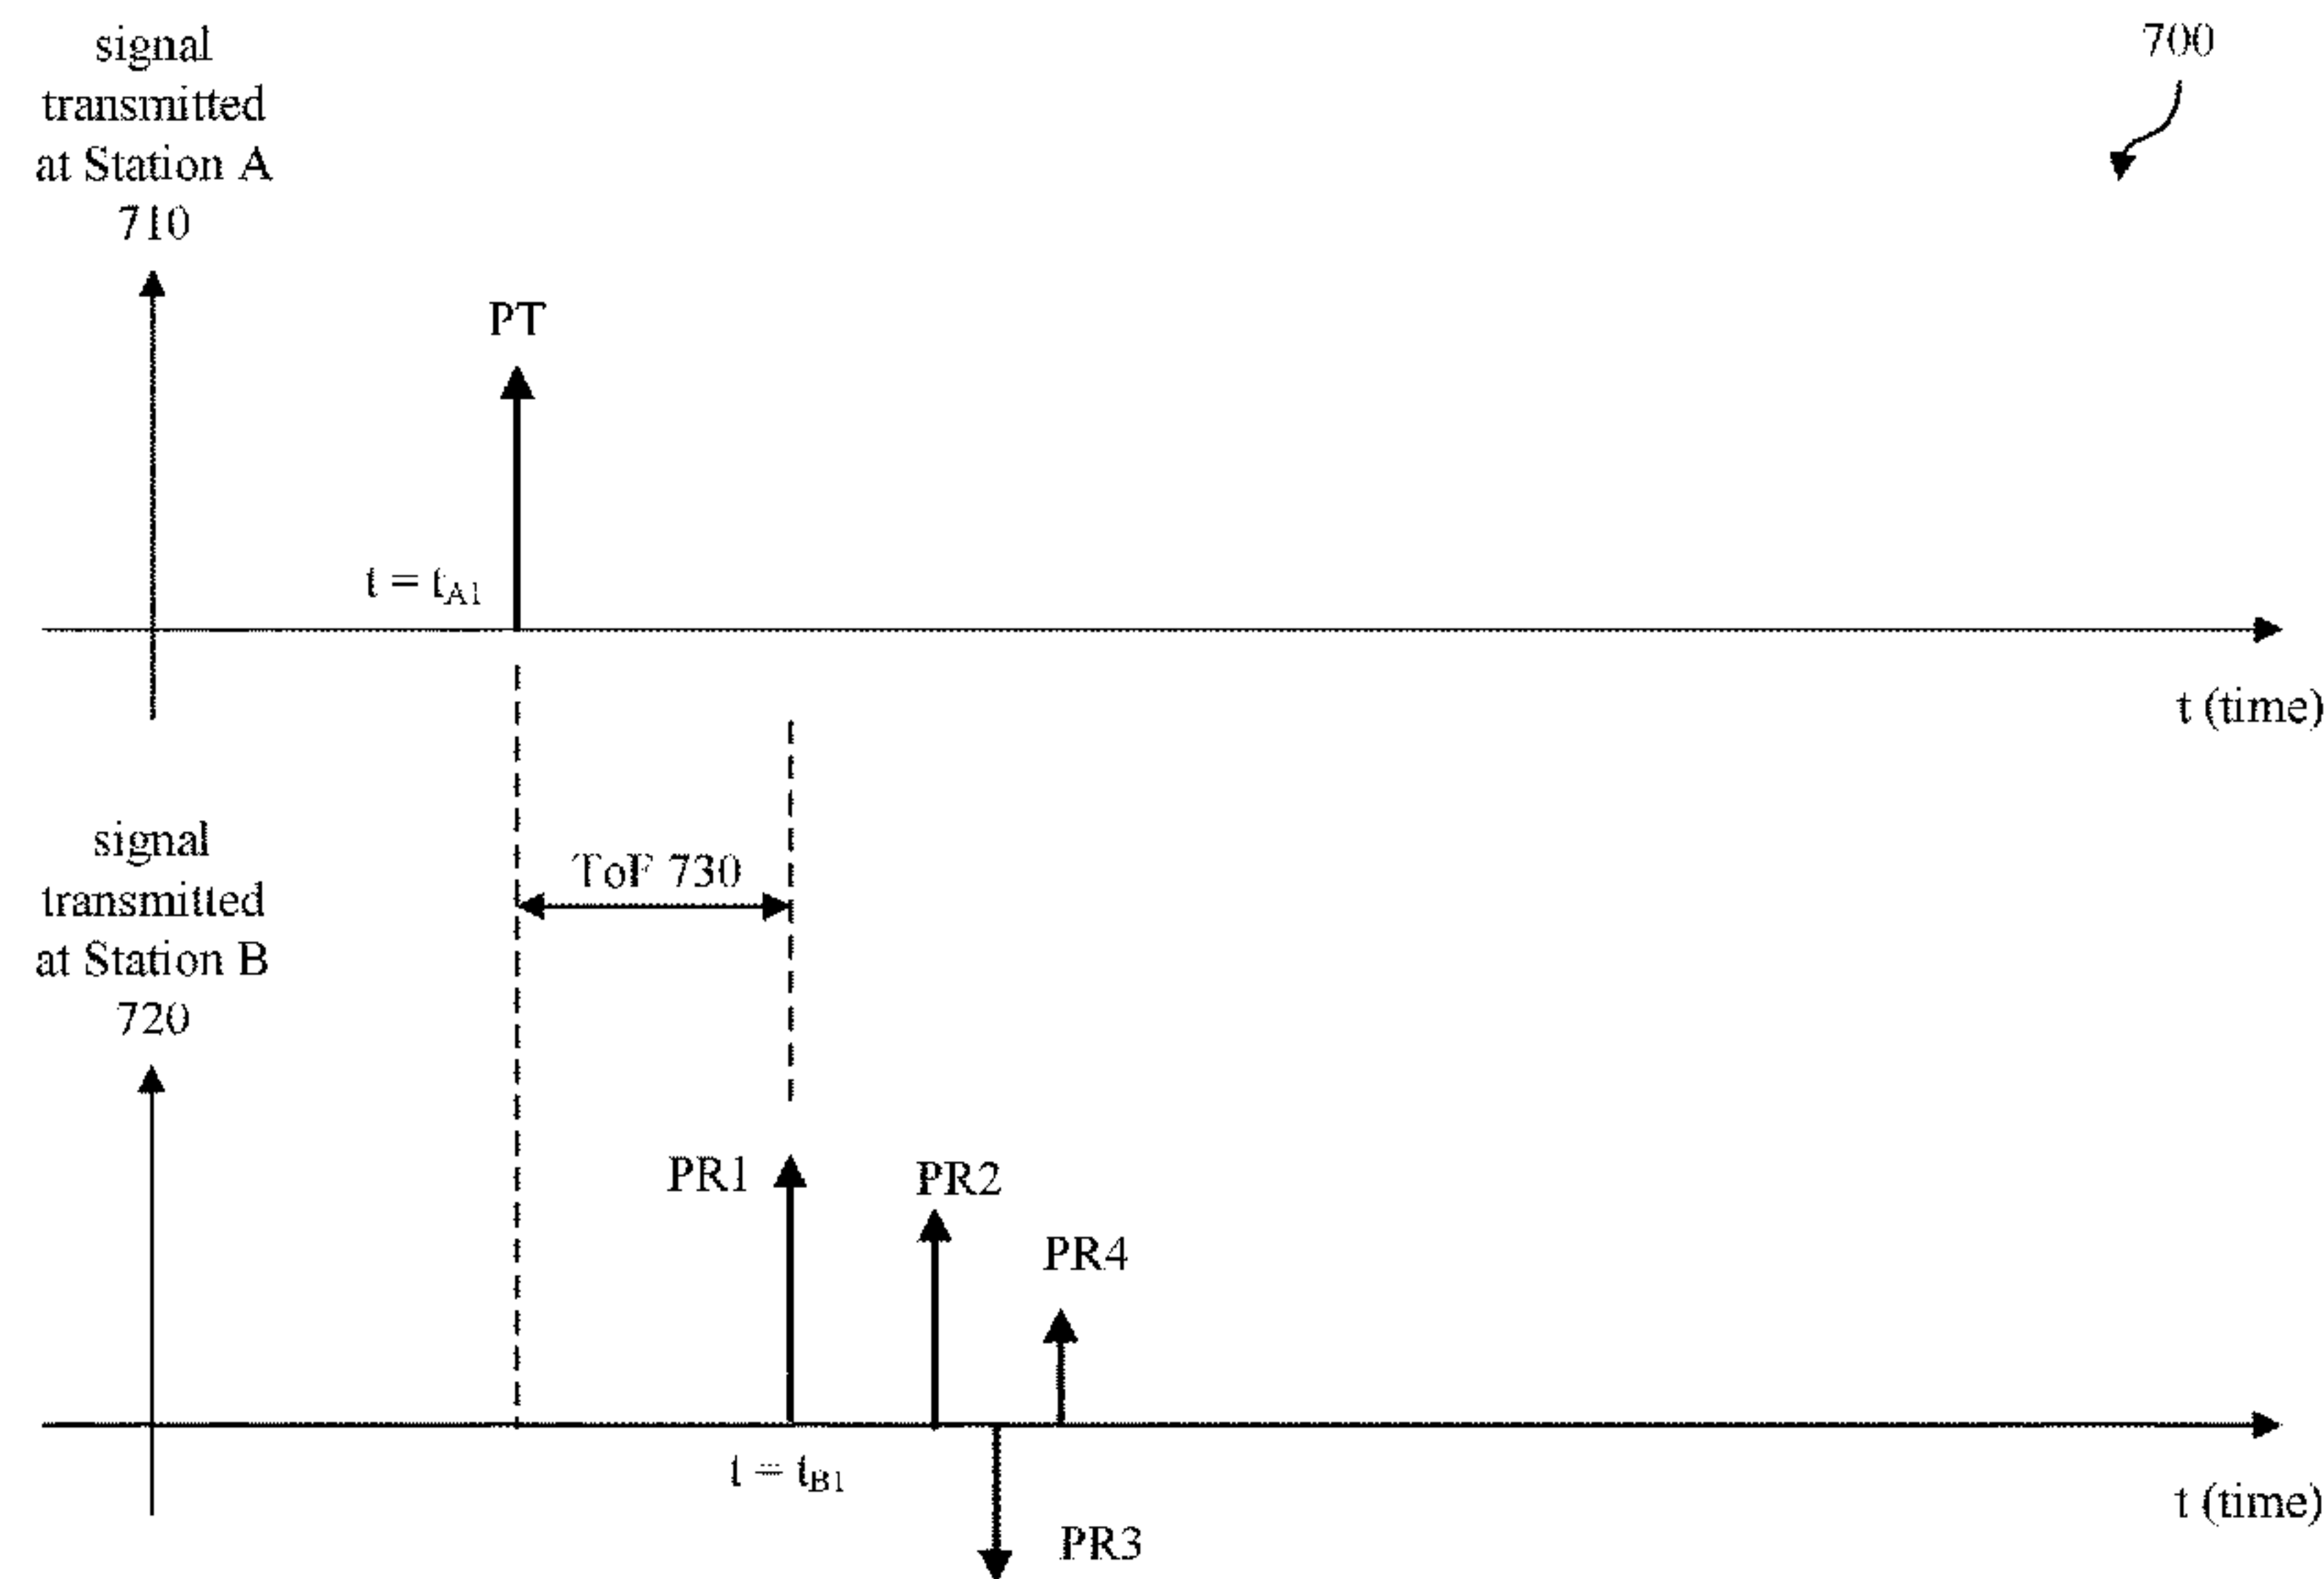 signal
transmitted
at Station A
710
700
PT
t = tA1
t (time)
signal
transmitted
at Station B
720
ToF 730
PR1
PR2
PR4
t = tB1
t (time)
PR3